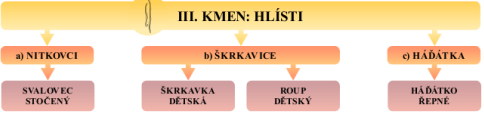 III. KMEN: HLÍSTI
a) NITKOVCI
b) ŠKRKAVICE
c) HÁĎÁTKA
SVALOVEC
STOČENÝ
ŠKRKAVKA
DĚTSKÁ
ROUP
DĚTSKÝ
HÁĎÁTKO
ŘEPNÉ